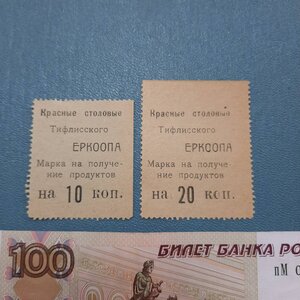 Красные столовые
Тифлисского
ЕРКООПА
Марка на получе-
ние продуктов
на 10 коп.
Красные столовые
Тифлисского
ЕРКООПА
Марка на получе-
ние продуктов
на 20 коп.
100
БИЛЕТ БАНКА РО
пМ